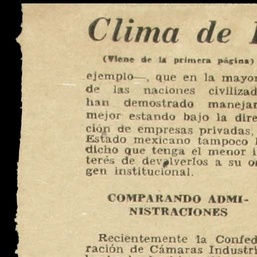 Clima de
(Viene de la primera página)
ejemplo—, que en la mayor
de las naciones civilizad
han demostrado manejar
mejor estando bajo la dire
ción de empresas privadas,
Estado mexicano tampoco h
dicho que tenga el menor i
terés de devolverlos a su o
gen institucional.
COMPARANDO ADMI-
NISTRACIONES
Recientemente la Confed
ración de Cámaras Industri